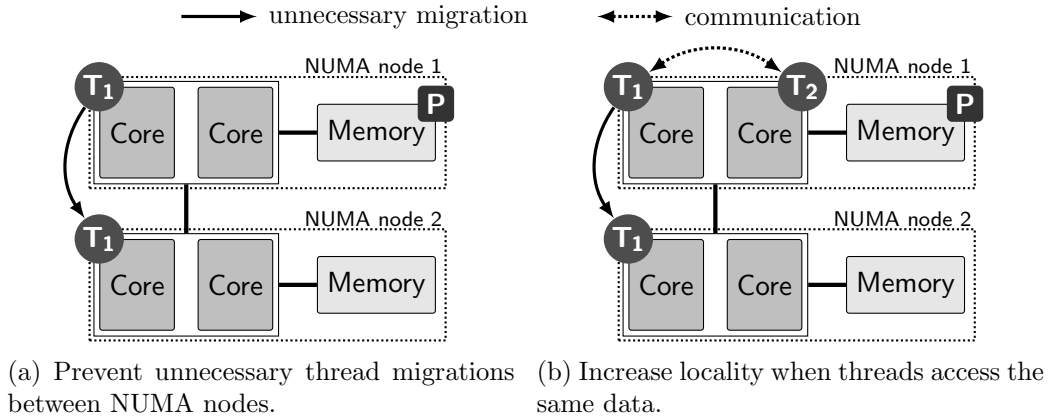 unnecessary migration communication
NUMA node 1
T1
Core Core Memory P
NUMA node 2
T1
Core Core Memory
NUMA node 1
T1 T2
Core Core Memory P
NUMA node 2
T1
Core Core Memory
(a) Prevent unnecessary thread migrations
between NUMA nodes.
(b) Increase locality when threads access the
same data.